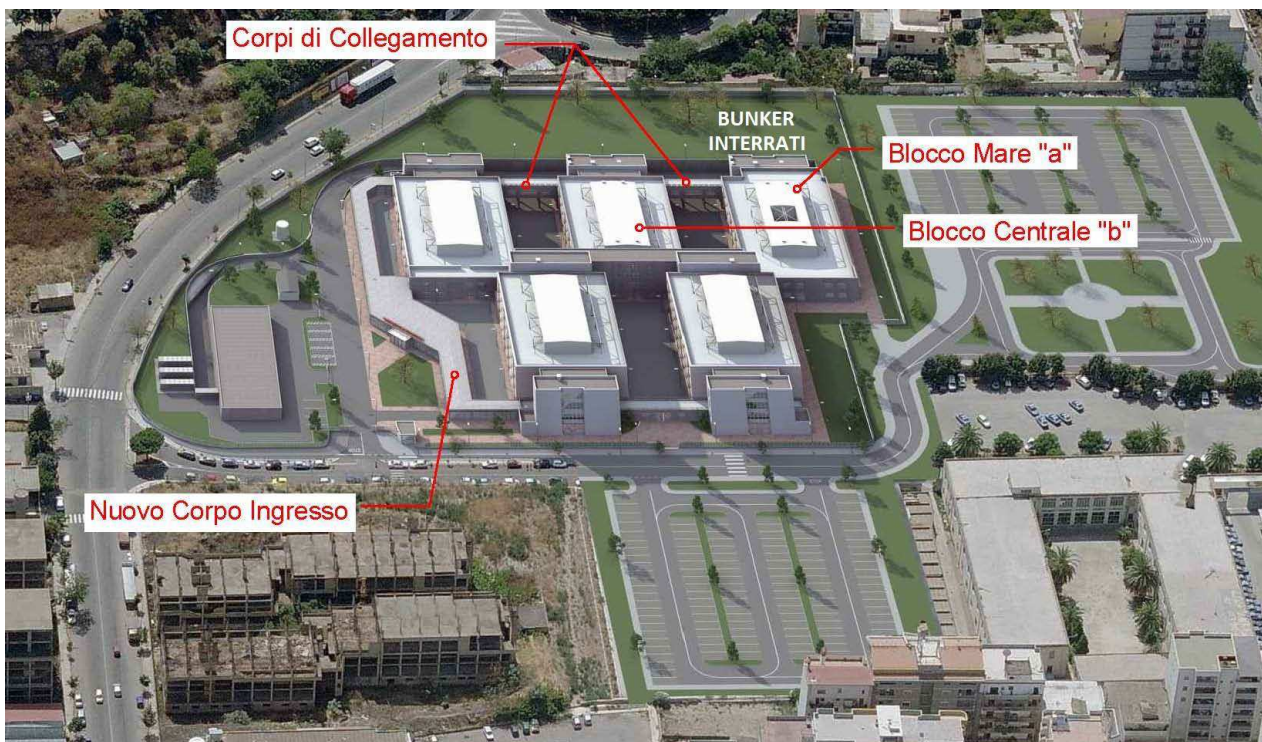 Corpi di Collegamento
BUNKER
INTERRATI
Blocco Mare "a"
Blocco Centrale "b"
Nuovo Corpo Ingresso